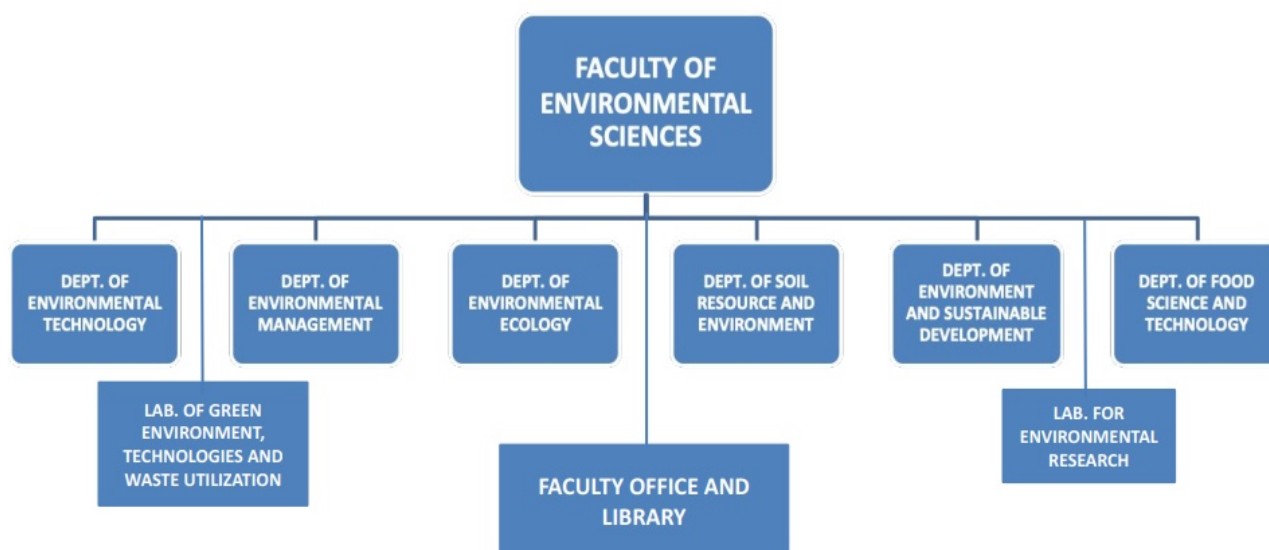 FACULTY OF
ENVIRONMENTAL
SCIENCES
DEPT. OF
ENVIRONMENTAL
TECHNOLOGY
DEPT. OF
ENVIRONMENTAL
MANAGEMENT
DEPT. OF
ENVIRONMENTAL
ECOLOGY
DEPT. OF SOIL
RESOURCE AND
ENVIRONMENT
DEPT. OF
ENVIRONMENT
AND SUSTAINABLE
DEVELOPMENT
DEPT. OF FOOD
SCIENCE AND
TECHNOLOGY
LAB. OF GREEN
ENVIRONMENT,
TECHNOLOGIES AND
WASTE UTILIZATION
FACULTY OFFICE AND
LIBRARY
LAB. FOR
ENVIRONMENTAL
RESEARCH